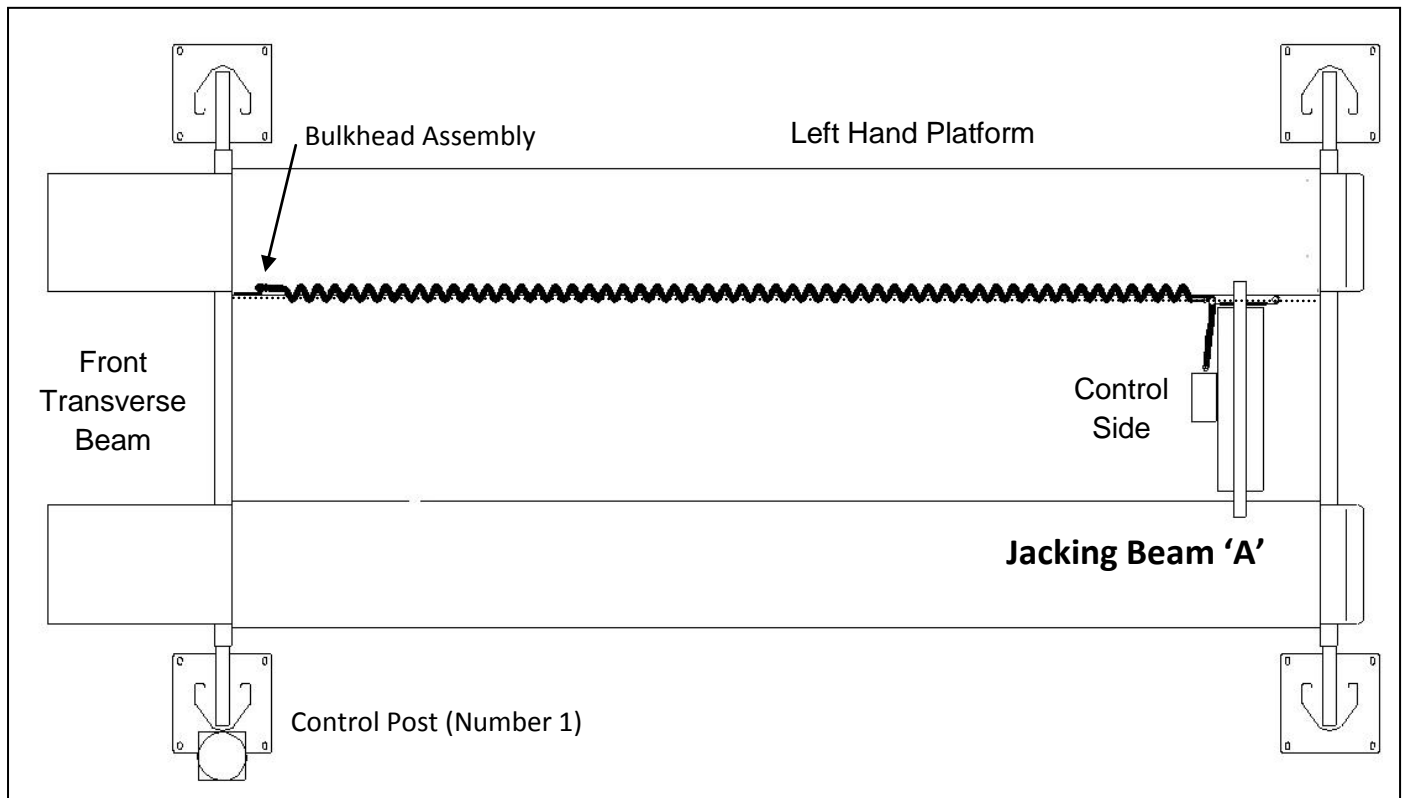 Bulkhead Assembly
Left Hand Platform
Front
Transverse
Beam
Control
Side
Jacking Beam ‘A’
Control Post (Number 1)